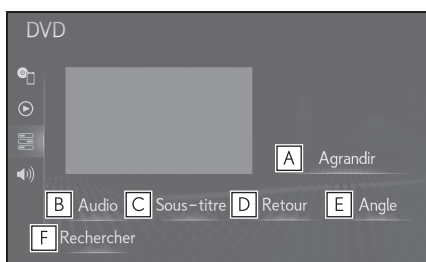 DVD
A Agrandir
B Audio C Sous-titre D Retour E Angle
F Rechercher